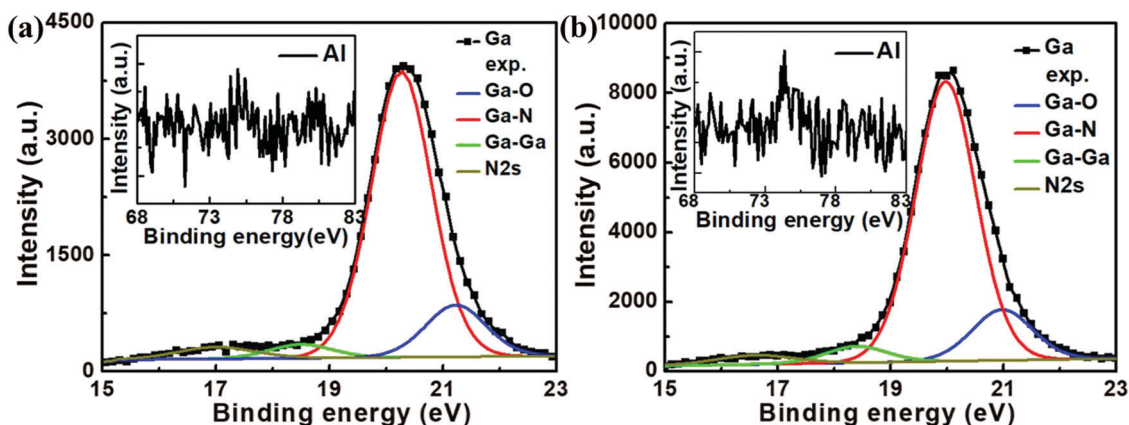 (a)
4500
3000
1500
0
Intensity (a.u.)
15 17 19 21 23
Binding energy (eV)
Ga
exp.
Ga-O
Ga-N
Ga-Ga
N2s
Intensity (a.u.)
Al
68 73 78 83
Binding energy(eV)
(b)
10000
8000
6000
4000
2000
0
Intensity (a.u.)
15 17 19 21 23
Binding energy (eV)
Ga
exp.
Ga-O
Ga-N
Ga-Ga
N2s
Intensity (a.u.)
Al
68 73 78 83
Binding energy (eV)